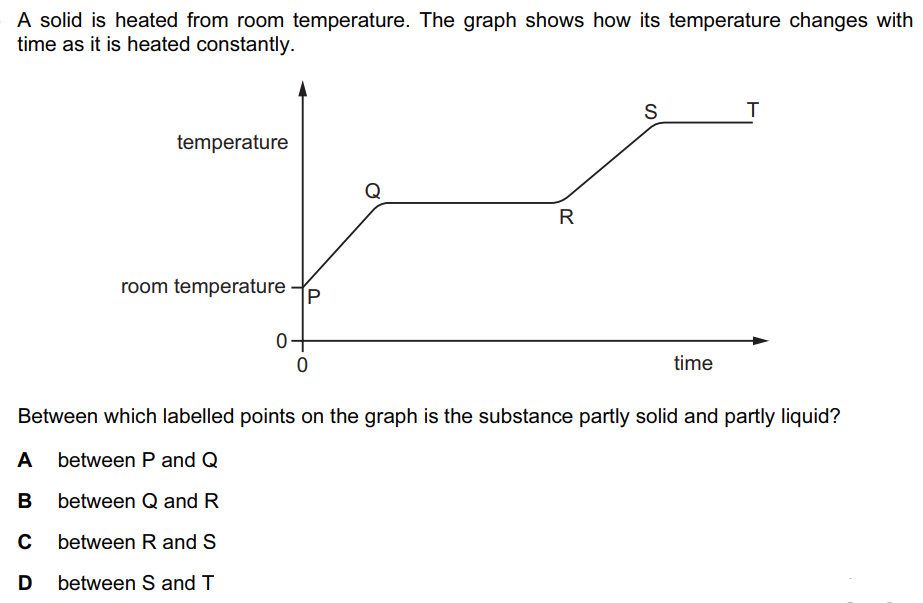 A solid is heated from room temperature. The graph shows how its temperature changes with
time as it is heated constantly.
S
T
temperature
Q
R
room temperature
P
0
0
time
Between which labelled points on the graph is the substance partly solid and partly liquid?
A between P and Q
B between Q and R
C between R and S
D between S and T